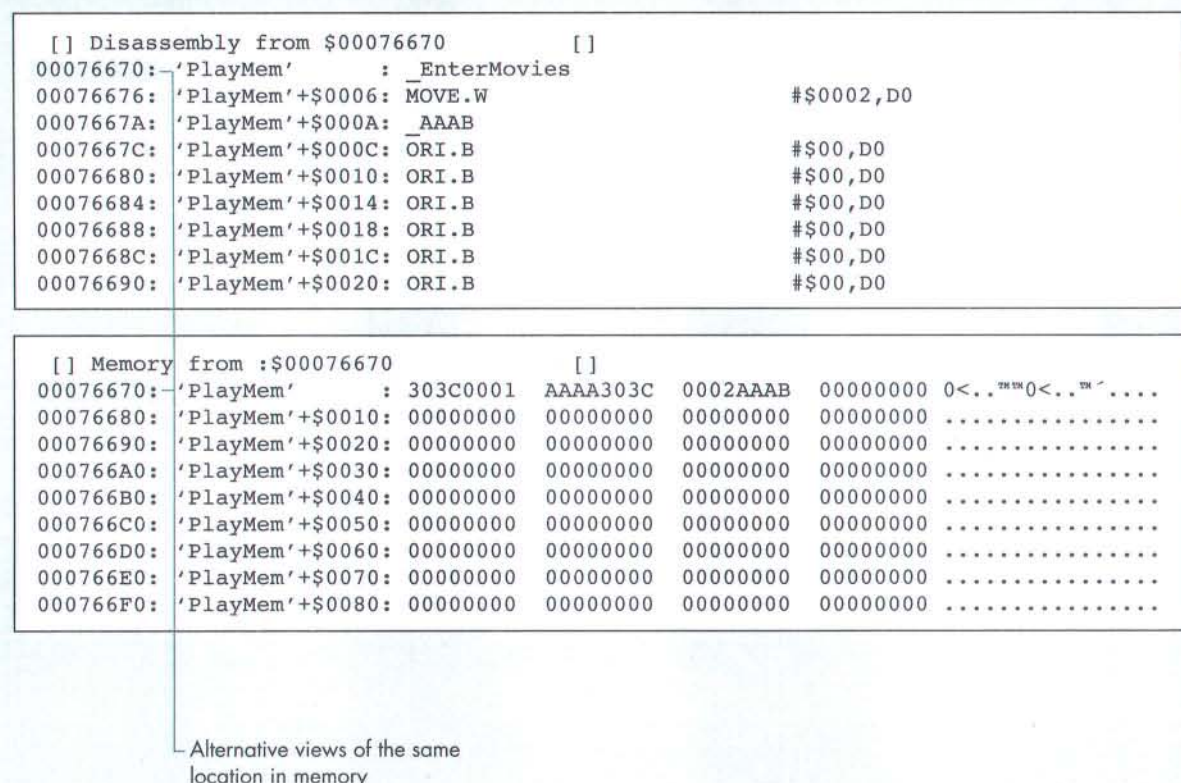 [] Disassembly from $00076670 []
00076670: 'PlayMem' : _EnterMovies
00076676: 'PlayMem'+$0006: MOVE.W #$0002,D0
0007667A: 'PlayMem'+$000A: _AAAB
0007667C: 'PlayMem'+$000C: ORI.B #$00,D0
00076680: 'PlayMem'+$0010: ORI.B #$00,D0
00076684: 'PlayMem'+$0014: ORI.B #$00,D0
00076688: 'PlayMem'+$0018: ORI.B #$00,D0
0007668C: 'PlayMem'+$001C: ORI.B #$00,D0
00076690: 'PlayMem'+$0020: ORI.B #$00,D0
[] Memory from :$00076670 []
00076670: 'PlayMem' : 303C0001 AAAA303C 0002AAAB 00000000 0<..™™0<..™´....
00076680: 'PlayMem'+$0010: 00000000 00000000 00000000 00000000 ................
00076690: 'PlayMem'+$0020: 00000000 00000000 00000000 00000000 ................
000766A0: 'PlayMem'+$0030: 00000000 00000000 00000000 00000000 ................
000766B0: 'PlayMem'+$0040: 00000000 00000000 00000000 00000000 ................
000766C0: 'PlayMem'+$0050: 00000000 00000000 00000000 00000000 ................
000766D0: 'PlayMem'+$0060: 00000000 00000000 00000000 00000000 ................
000766E0: 'PlayMem'+$0070: 00000000 00000000 00000000 00000000 ................
000766F0: 'PlayMem'+$0080: 00000000 00000000 00000000 00000000 ................
Alternative views of the same
location in memory